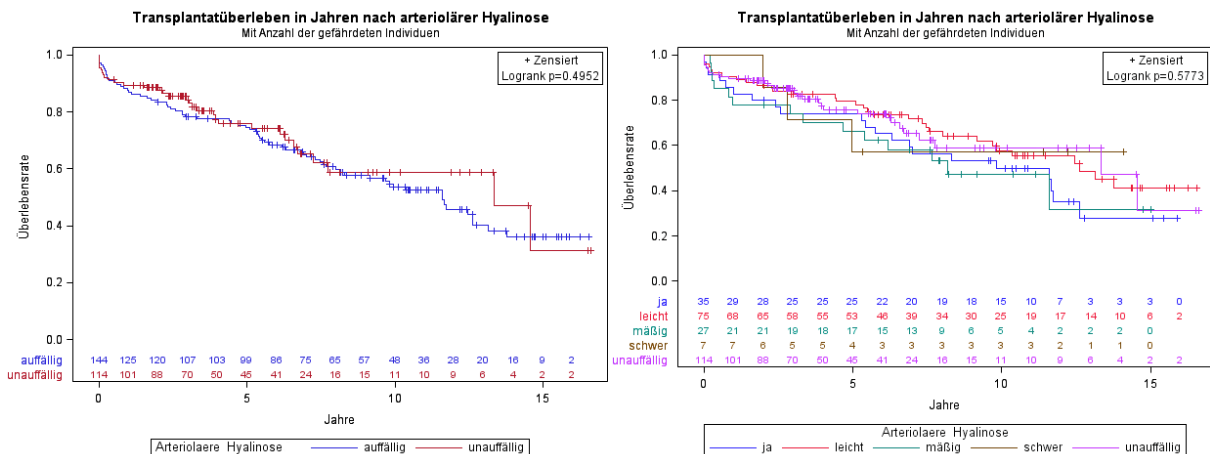 Transplantatüberleben in Jahren nach arteriolärer Hyalinose
Mit Anzahl der gefährdeten Individuen
+ Zensiert
Logrank p=0.4952
Überlebensrate
1.0
0.8
0.6
0.4
0.2
0.0
auffällig 144 125 120 107 103 99 86 75 65 57 48 36 28 20 16 9 2
unauffällig 114 101 88 70 50 45 41 24 16 15 11 10 9 6 4 2 2
0 5 10 15
Jahre
Arteriolaere Hyalinose auffällig unauffällig
Transplantatüberleben in Jahren nach arteriolärer Hyalinose
Mit Anzahl der gefährdeten Individuen
+ Zensiert
Logrank p=0.5773
Überlebensrate
1.0
0.8
0.6
0.4
0.2
0.0
ja 35 29 28 25 25 25 22 20 19 18 15 10 7 3 3 3 0
leicht 75 68 65 58 55 53 46 39 34 30 25 19 17 14 10 6 2
mäßig 27 21 21 19 18 17 15 13 9 6 5 4 2 2 2 0
schwer 7 7 6 5 5 4 3 3 3 3 3 3 2 1 1 0
unauffällig 114 101 88 70 50 45 41 24 16 15 11 10 9 6 4 2 2
0 5 10 15
Jahre
Arteriolaere Hyalinose
ja leicht mäßig schwer unauffällig